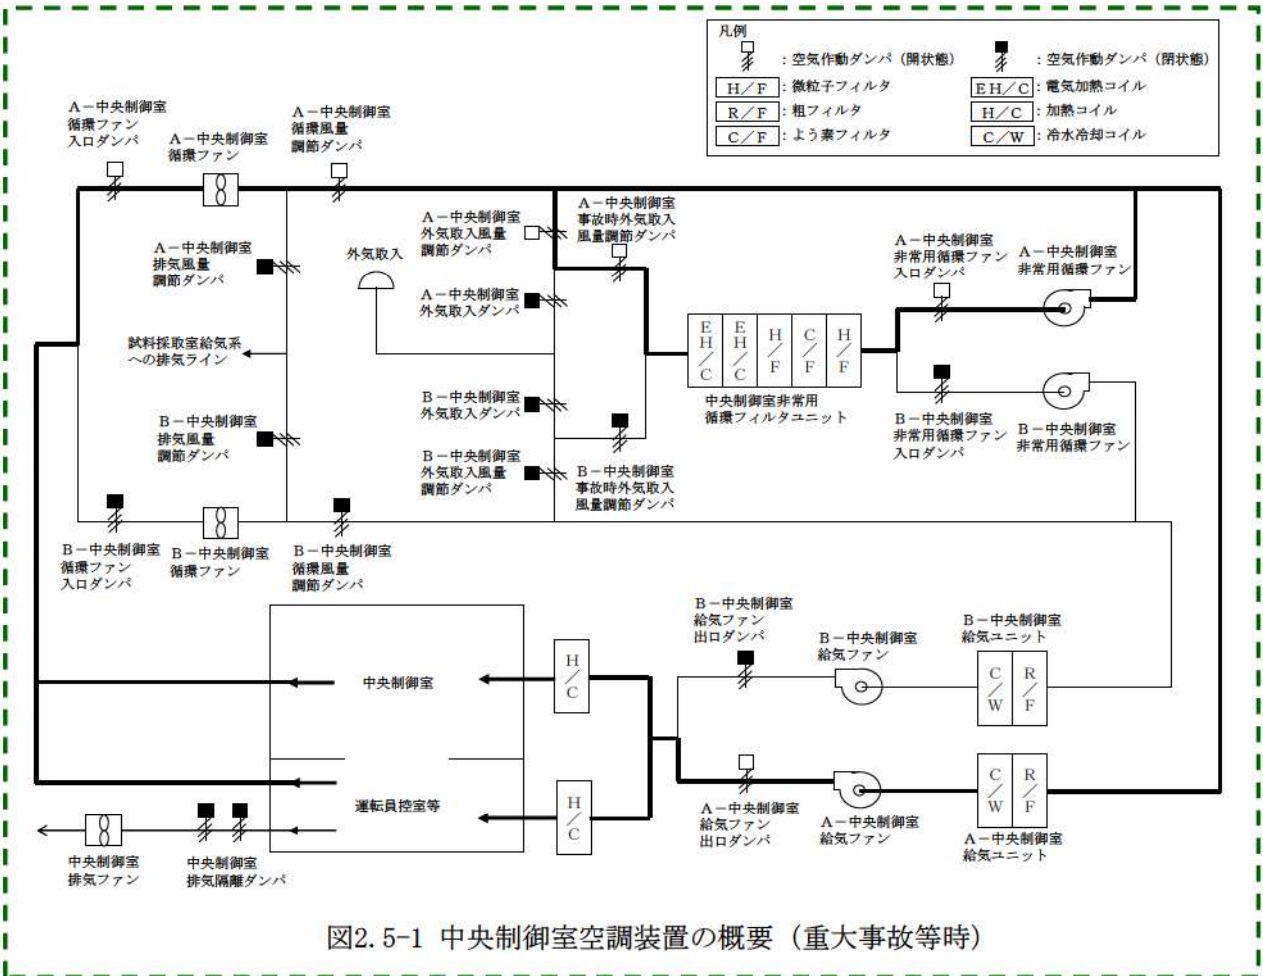 凡例
：空気作動ダンパ（開状態）
：空気作動ダンパ（閉状態）
H／F：微粒子フィルタ
EH／C：電気加熱コイル
R／F：粗フィルタ
H／C：加熱コイル
C／F：よう素フィルタ
C／W：冷水冷却コイル
A－中央制御室
循環ファン
入口ダンパ
A－中央制御室
循環ファン
A－中央制御室
循環風量
調節ダンパ
A－中央制御室
排気風量
調節ダンパ
外気取入
A－中央制御室
外気取入風量
調節ダンパ
A－中央制御室
事故時外気取入
風量調節ダンパ
A－中央制御室
外気取入ダンパ
A－中央制御室
非常用循環ファン
入口ダンパ
A－中央制御室
非常用循環ファン
試料採取室給気系
への排気ライン
EH／C
EH／C
H／F
C／F
H／F
中央制御室非常用
循環フィルタユニット
B－中央制御室
外気取入ダンパ
B－中央制御室
排気風量
調節ダンパ
B－中央制御室
外気取入風量
調節ダンパ
B－中央制御室
事故時外気取入
風量調節ダンパ
B－中央制御室
非常用循環ファン
入口ダンパ
B－中央制御室
非常用循環ファン
B－中央制御室
循環ファン
入口ダンパ
B－中央制御室
循環ファン
B－中央制御室
循環風量
調節ダンパ
中央制御室
H／C
B－中央制御室
給気ファン
出口ダンパ
B－中央制御室
給気ファン
B－中央制御室
給気ユニット
C／W
R／F
運転員控室等
H／C
A－中央制御室
給気ファン
出口ダンパ
A－中央制御室
給気ファン
C／W
R／F
A－中央制御室
給気ユニット
中央制御室
排気ファン
中央制御室
排気隔離ダンパ
図2.5-1 中央制御室空調装置の概要（重大事故等時）